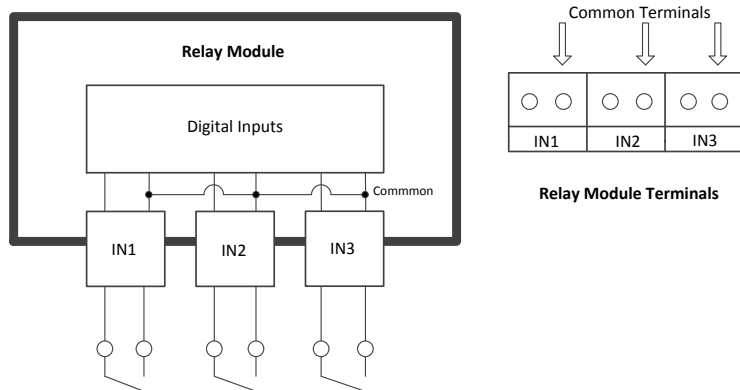 Relay Module
Digital Inputs
Commmon
IN1
IN2
IN3
Common Terminals
IN1
IN2
IN3
Relay Module Terminals